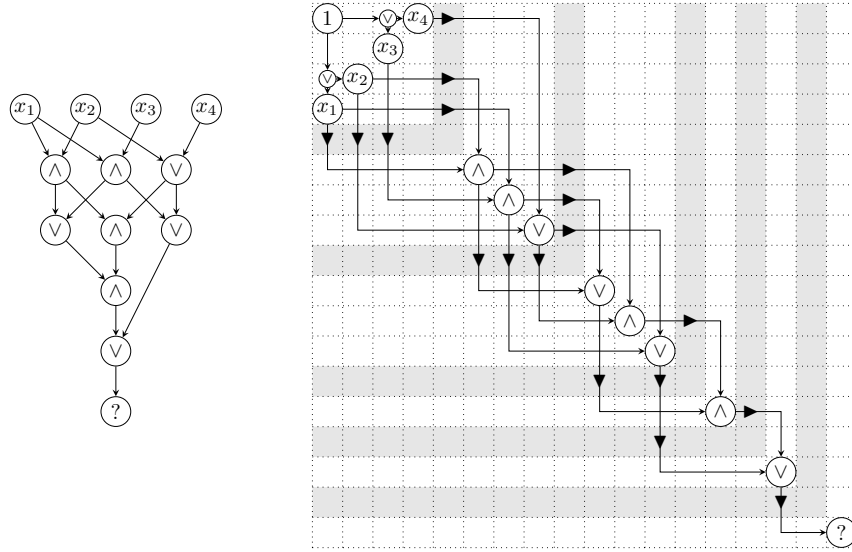 1 ∨ x₄
x₃
∨ x₂
x₁ x₂ x₃ x₄ x₁
∧ ∧ ∨ ∧
∧
∨ ∧ ∨ ∨
∧ ∨
∧
∨ ∨
∧
? ∧
∨
?